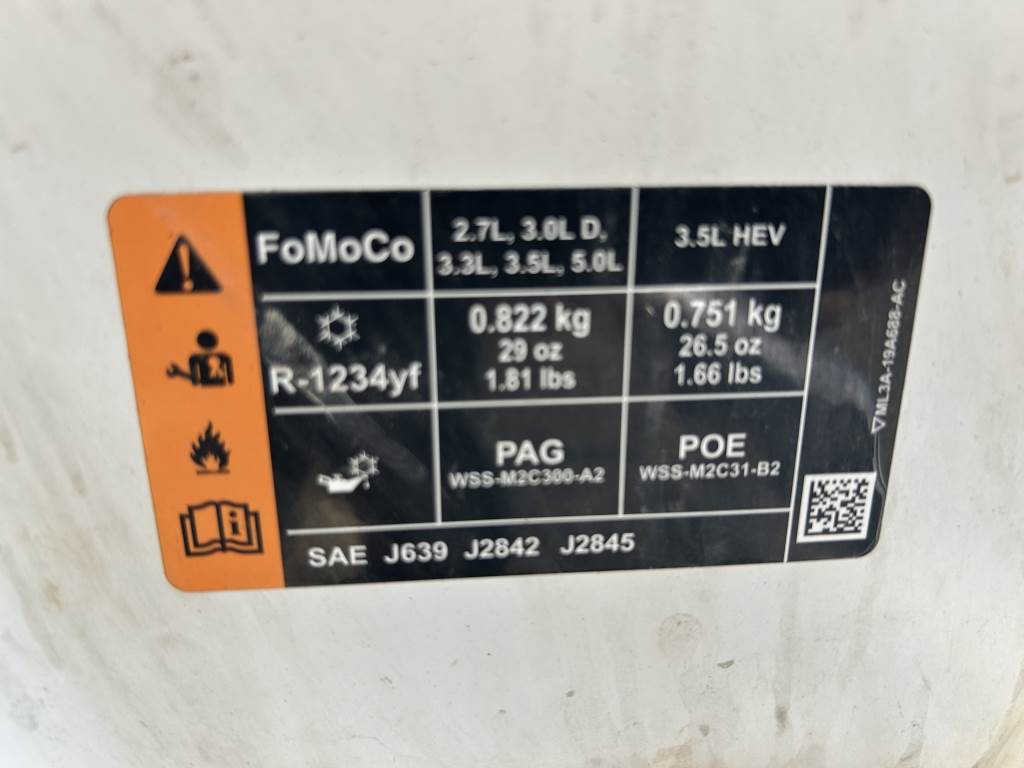 FoMoCo
2.7L, 3.0L D,
3.3L, 3.5L, 5.0L
3.5L HEV
R-1234yf
0.822 kg
29 oz
1.81 lbs
0.751 kg
26.5 oz
1.66 lbs
PAG
WSS-M2C300-A2
POE
WSS-M2C31-B2
SAE J639 J2842 J2845
ML3A-19A688-AC